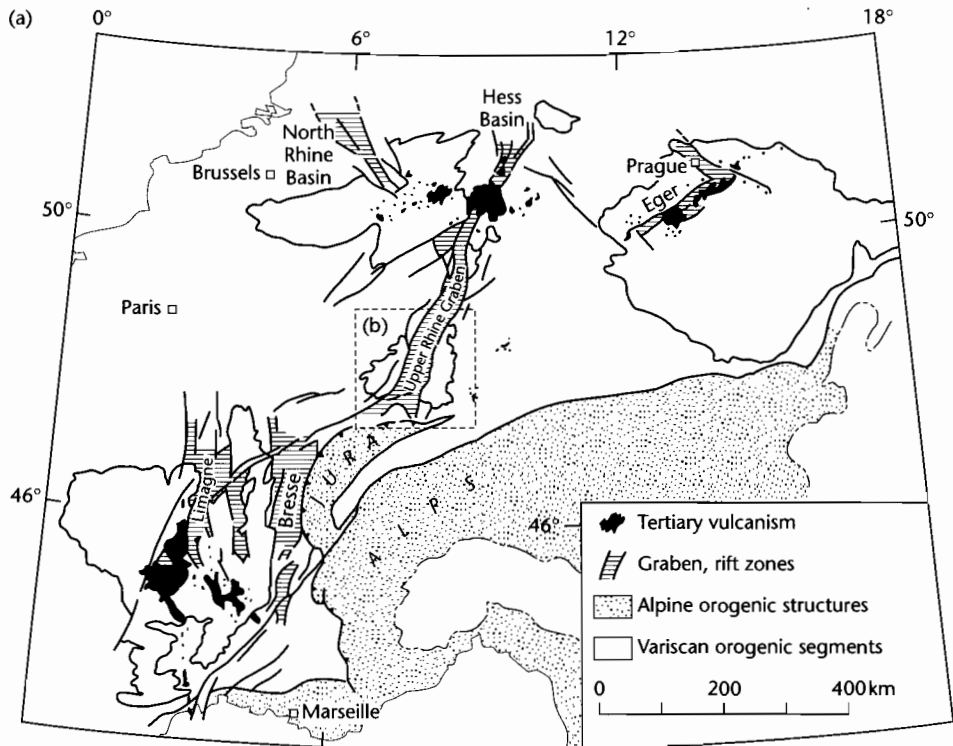 (a)
0°
6°
12°
18°
North
Rhine
Basin
Hess
Basin
Brussels
Prague
Eger
50°
50°
Paris
(b)
Upper Rhine Graben
JURA
ALPS
Limagne
Bresse
46°
46°
Marseille
Tertiary vulcanism
Graben, rift zones
Alpine orogenic structures
Variscan orogenic segments
0 200 400 km